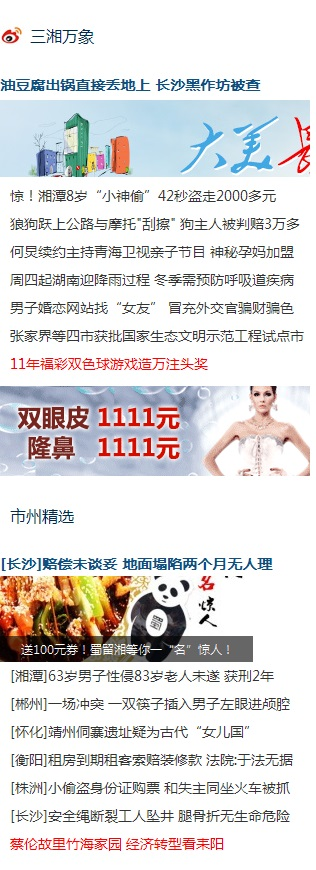 三湘万象
油豆腐出锅直接丢地上 长沙黑作坊被查
大美
惊！湘潭8岁“小神偷”42秒盗走2000多元
狼狗跃上公路与摩托"刮擦" 狗主人被判赔3万多
何炅续约主持青海卫视亲子节目 神秘孕妈加盟
周四起湖南迎降雨过程 冬季需预防呼吸道疾病
男子婚恋网站找“女友” 冒充外交官骗财骗色
张家界等四市获批国家生态文明示范工程试点市
11年福彩双色球游戏造万注头奖
双眼皮 1111元
隆鼻 1111元
市州精选
[长沙]赔偿未谈妥 地面塌陷两个月无人理
名惊人
蜀
送100元券！蜀留湘等你一“名”惊人！
[湘潭]63岁男子性侵83岁老人未遂 获刑2年
[郴州]一场冲突 一双筷子插入男子左眼进颅腔
[怀化]靖州侗寨遗址疑为古代“女儿国”
[衡阳]租房到期租客索赔装修款 法院:于法无据
[株洲]小偷盗身份证购票 和失主同坐火车被抓
[长沙]安全绳断裂工人坠井 腿骨折无生命危险
蔡伦故里竹海家园 经济转型看耒阳